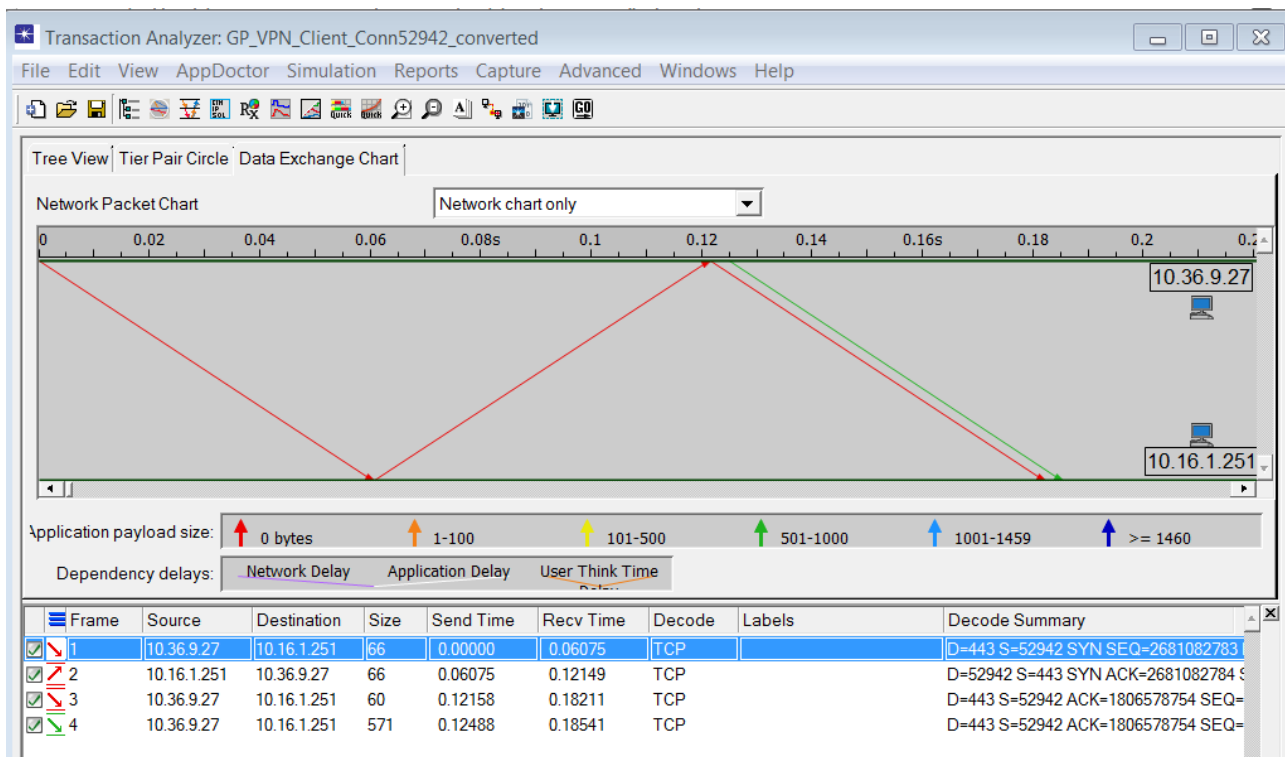 Transaction Analyzer: GP_VPN_Client_Conn52942_converted
File Edit View AppDoctor Simulation Reports Capture Advanced Windows Help
QUICK QUICK A GO
Tree View Tier Pair Circle Data Exchange Chart
Network Packet Chart Network chart only
0 0.02 0.04 0.06 0.08s 0.1 0.12 0.14 0.16s 0.18 0.2
10.36.9.27
10.16.1.251
Application payload size: 0 bytes 1-100 101-500 501-1000 1001-1459 >= 1460
Dependency delays: Network Delay Application Delay User Think Time
Frame Source Destination Size Send Time Recv Time Decode Labels Decode Summary
1 10.36.9.27 10.16.1.251 66 0.00000 0.06075 TCP D=443 S=52942 SYN SEQ=2681082783
2 10.16.1.251 10.36.9.27 66 0.06075 0.12149 TCP D=52942 S=443 SYN ACK=2681082784
3 10.36.9.27 10.16.1.251 60 0.12158 0.18211 TCP D=443 S=52942 ACK=1806578754 SEQ=
4 10.36.9.27 10.16.1.251 571 0.12488 0.18541 TCP D=443 S=52942 ACK=1806578754 SEQ=